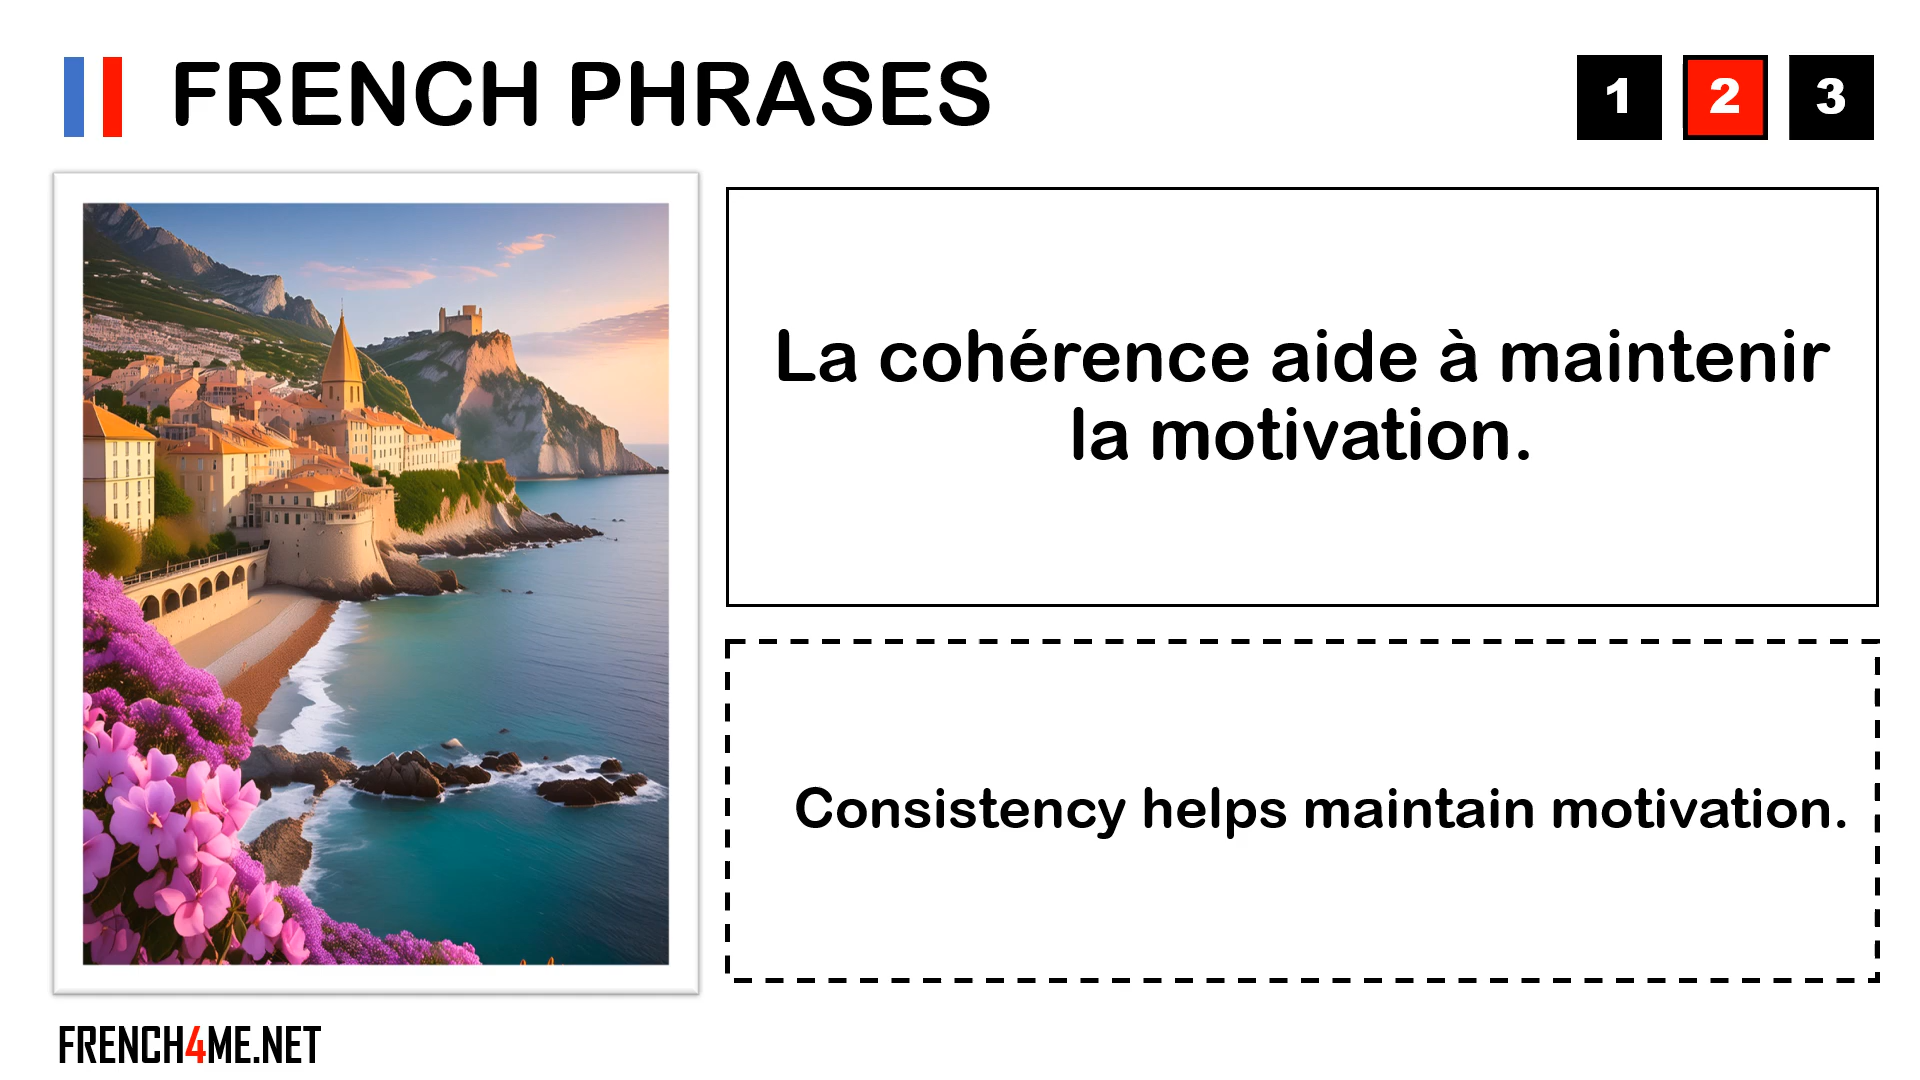 FRENCH PHRASES
1 2 3
La cohérence aide à maintenir
la motivation.
Consistency helps maintain motivation.
FRENCH4ME.NET